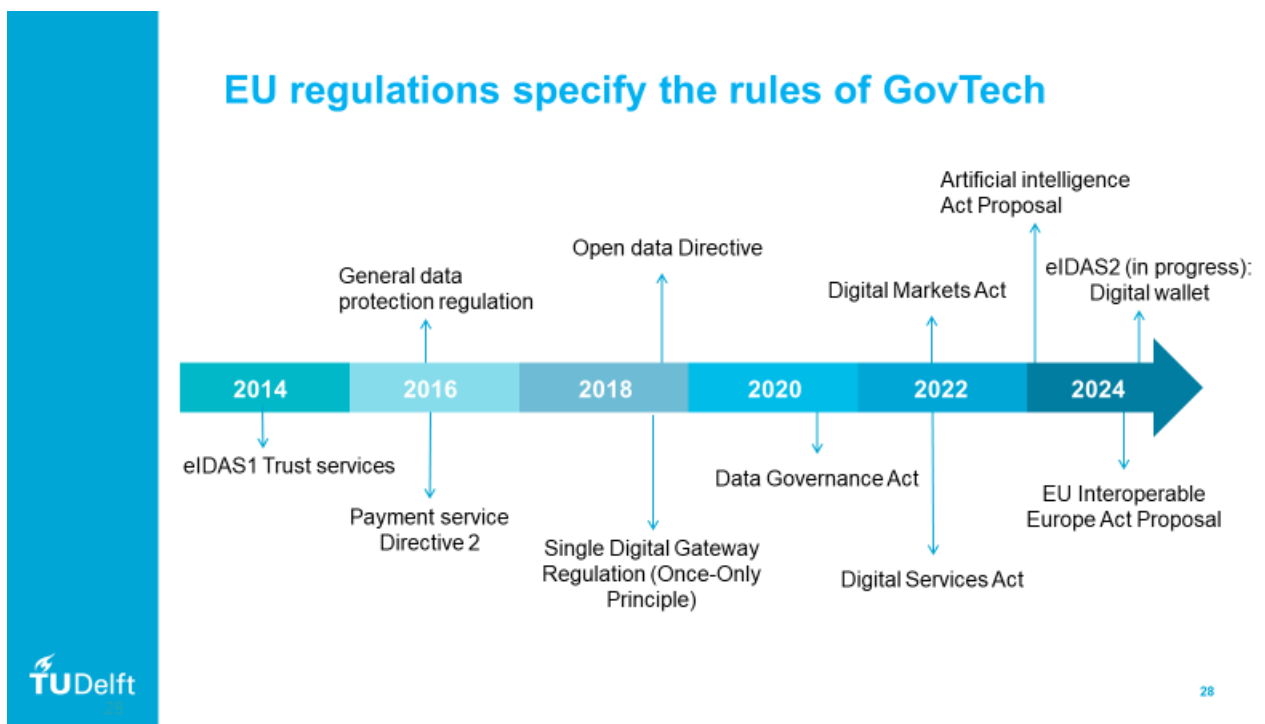 EU regulations specify the rules of GovTech
Artificial intelligence
Act Proposal
Open data Directive
eIDAS2 (in progress):
Digital wallet
General data
protection regulation
Digital Markets Act
2014
2016
2018
2020
2022
2024
eIDAS1 Trust services
Data Governance Act
EU Interoperable
Europe Act Proposal
Payment service
Directive 2
Single Digital Gateway
Regulation (Once-Only
Principle)
Digital Services Act
TUDelft
28
28